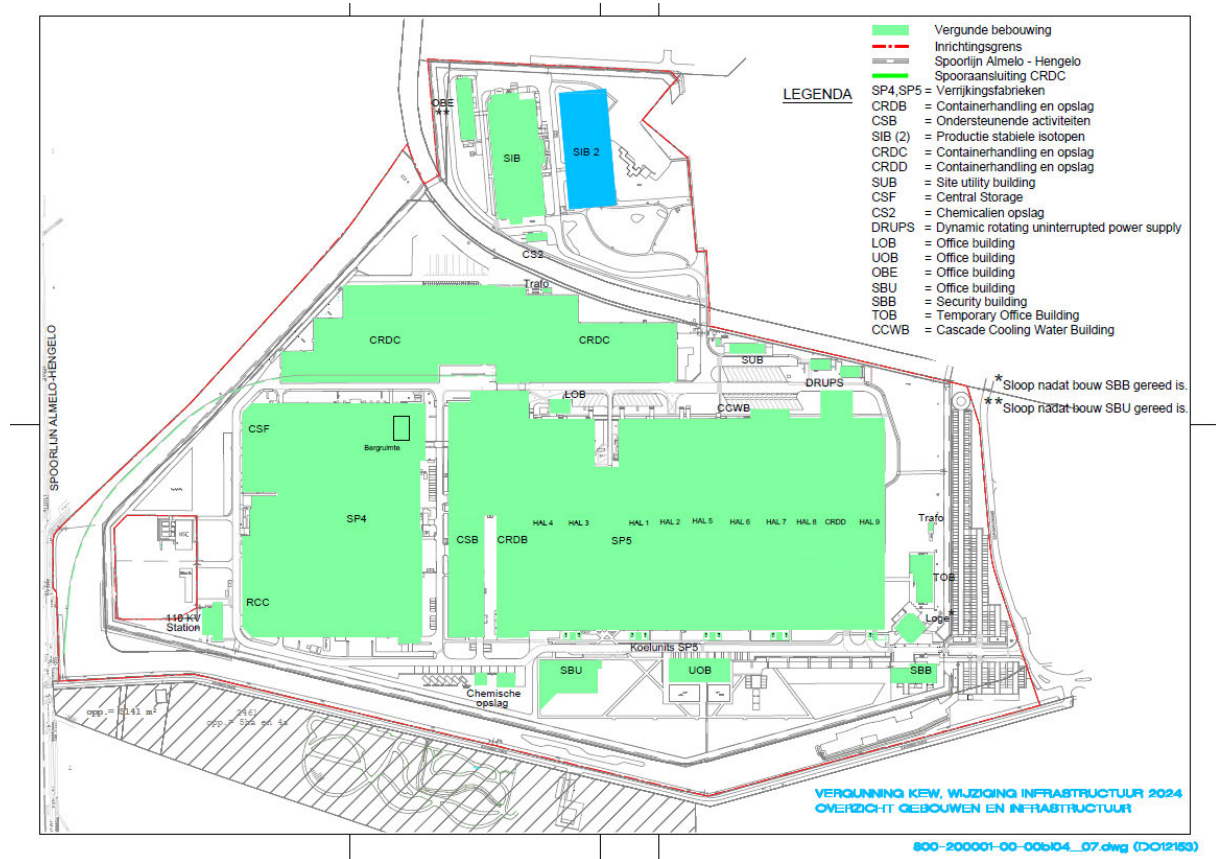 LEGENDA
Vergunde bebouwing
Inrichtingsgrens
Spoorlijn Almelo - Hengelo
Spooraansluiting CRDC
SP4,SP5 = Verrijkingsfabrieken
CRDB = Containerhandling en opslag
CSB = Ondersteunende activiteiten
SIB (2) = Productie stabiele isotopen
CRDC = Containerhandling en opslag
CRDD = Containerhandling en opslag
SUB = Site utility building
CSF = Central Storage
CS2 = Chemicalien opslag
DRUPS = Dynamic rotating uninterrupted power supply
LOB = Office building
UOB = Office building
OBE = Office building
SBU = Office building
SBB = Security building
TOB = Temporary Office Building
CCWB = Cascade Cooling Water Building
*Sloop nadat bouw SBB gereed is.
**Sloop nadat bouw SBU gereed is.
OBE
**
SIB
SIB 2
CS2
Trafo
CRDC
CRDC
SUB
DRUPS
LOB
CCWB
SPOORLIJN ALMELO-HENGELO
CSF
Bergruimte
SP4
HAL 4
HAL 3
HAL 1
HAL 2
HAL 5
HAL 6
HAL 7
HAL 8
CRDD
HAL 9
CSB
CRDB
SP5
Trafo
TOB
RCC
110 KV
Station
Loge*
Koelunits SP5
SBU
UOB
SBB
Chemische
opslag
opp.= 5ha en 4a
VERGUNNING KEW, WIJZIGING INFRASTRUCTUUR 2024
OVERZICHT GEBOUWEN EN INFRASTRUCTUUR